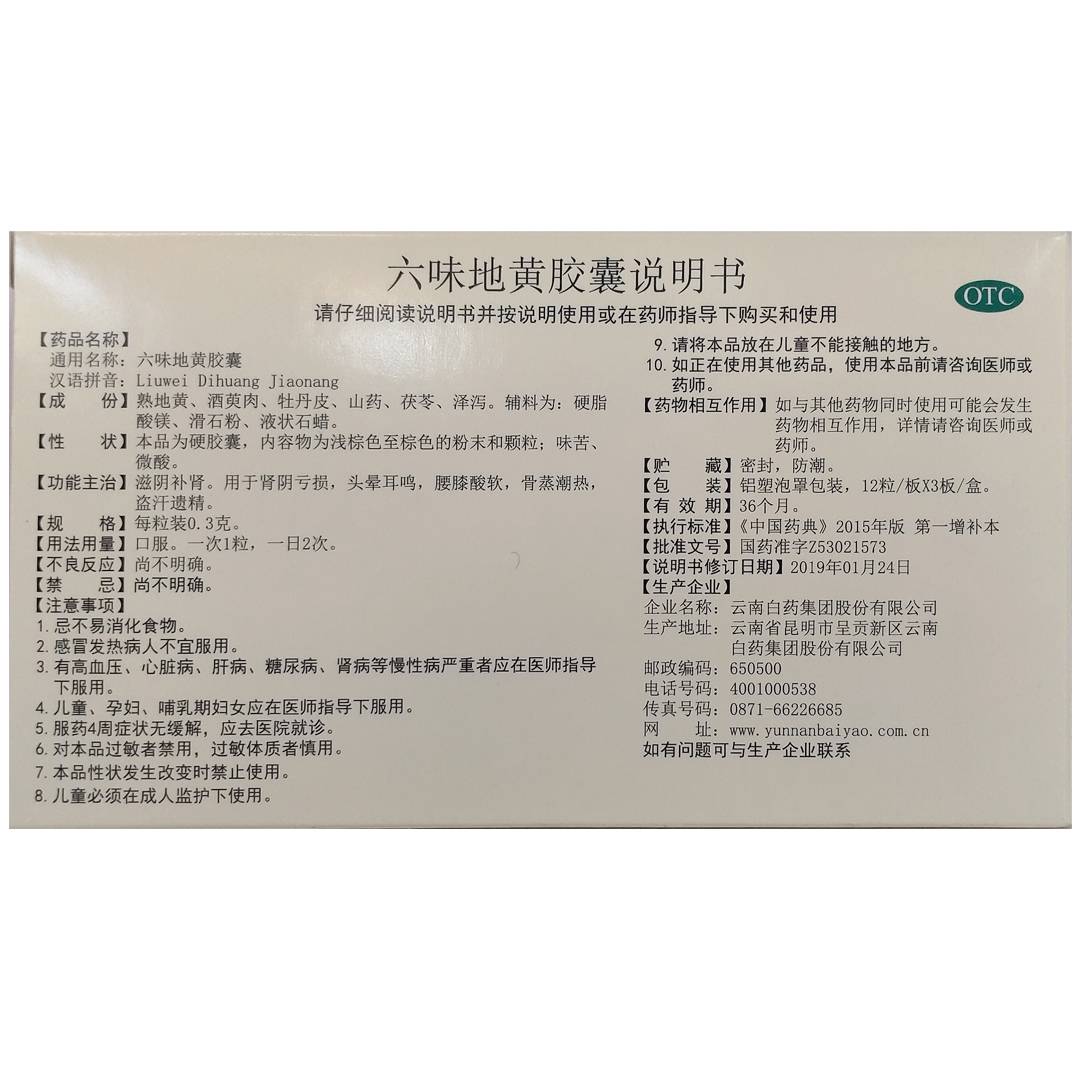 六味地黄胶囊说明书
OTC
请仔细阅读说明书并按说明使用或在药师指导下购买和使用
【药品名称】
通用名称：六味地黄胶囊
汉语拼音：Liuwei Dihuang Jiaonang
【成　份】熟地黄、酒萸肉、牡丹皮、山药、茯苓、泽泻。辅料为：硬脂
酸镁、滑石粉、液状石蜡。
【性　状】本品为硬胶囊，内容物为浅棕色至棕色的粉末和颗粒；味苦、
微酸。
【功能主治】滋阴补肾。用于肾阴亏损，头晕耳鸣，腰膝酸软，骨蒸潮热，
盗汗遗精。
【规　格】每粒装0.3克。
【用法用量】口服。一次1粒，一日2次。
【不良反应】尚不明确。
【禁　忌】尚不明确。
【注意事项】
1.忌不易消化食物。
2.感冒发热病人不宜服用。
3.有高血压、心脏病、肝病、糖尿病、肾病等慢性病严重者应在医师指导
下服用。
4.儿童、孕妇、哺乳期妇女应在医师指导下服用。
5.服药4周症状无缓解，应去医院就诊。
6.对本品过敏者禁用，过敏体质者慎用。
7.本品性状发生改变时禁止使用。
8.儿童必须在成人监护下使用。
9.请将本品放在儿童不能接触的地方。
10.如正在使用其他药品，使用本品前请咨询医师或
药师。
【药物相互作用】如与其他药物同时使用可能会发生
药物相互作用，详情请咨询医师或
药师。
【贮　藏】密封，防潮。
【包　装】铝塑泡罩包装，12粒/板X3板/盒。
【有 效 期】36个月。
【执行标准】《中国药典》2015年版 第一增补本
【批准文号】国药准字Z53021573
【说明书修订日期】2019年01月24日
【生产企业】
企业名称：云南白药集团股份有限公司
生产地址：云南省昆明市呈贡新区云南
白药集团股份有限公司
邮政编码：650500
电话号码：4001000538
传真号码：0871-66226685
网　址：www.yunnanbaiyao.com.cn
如有问题可与生产企业联系